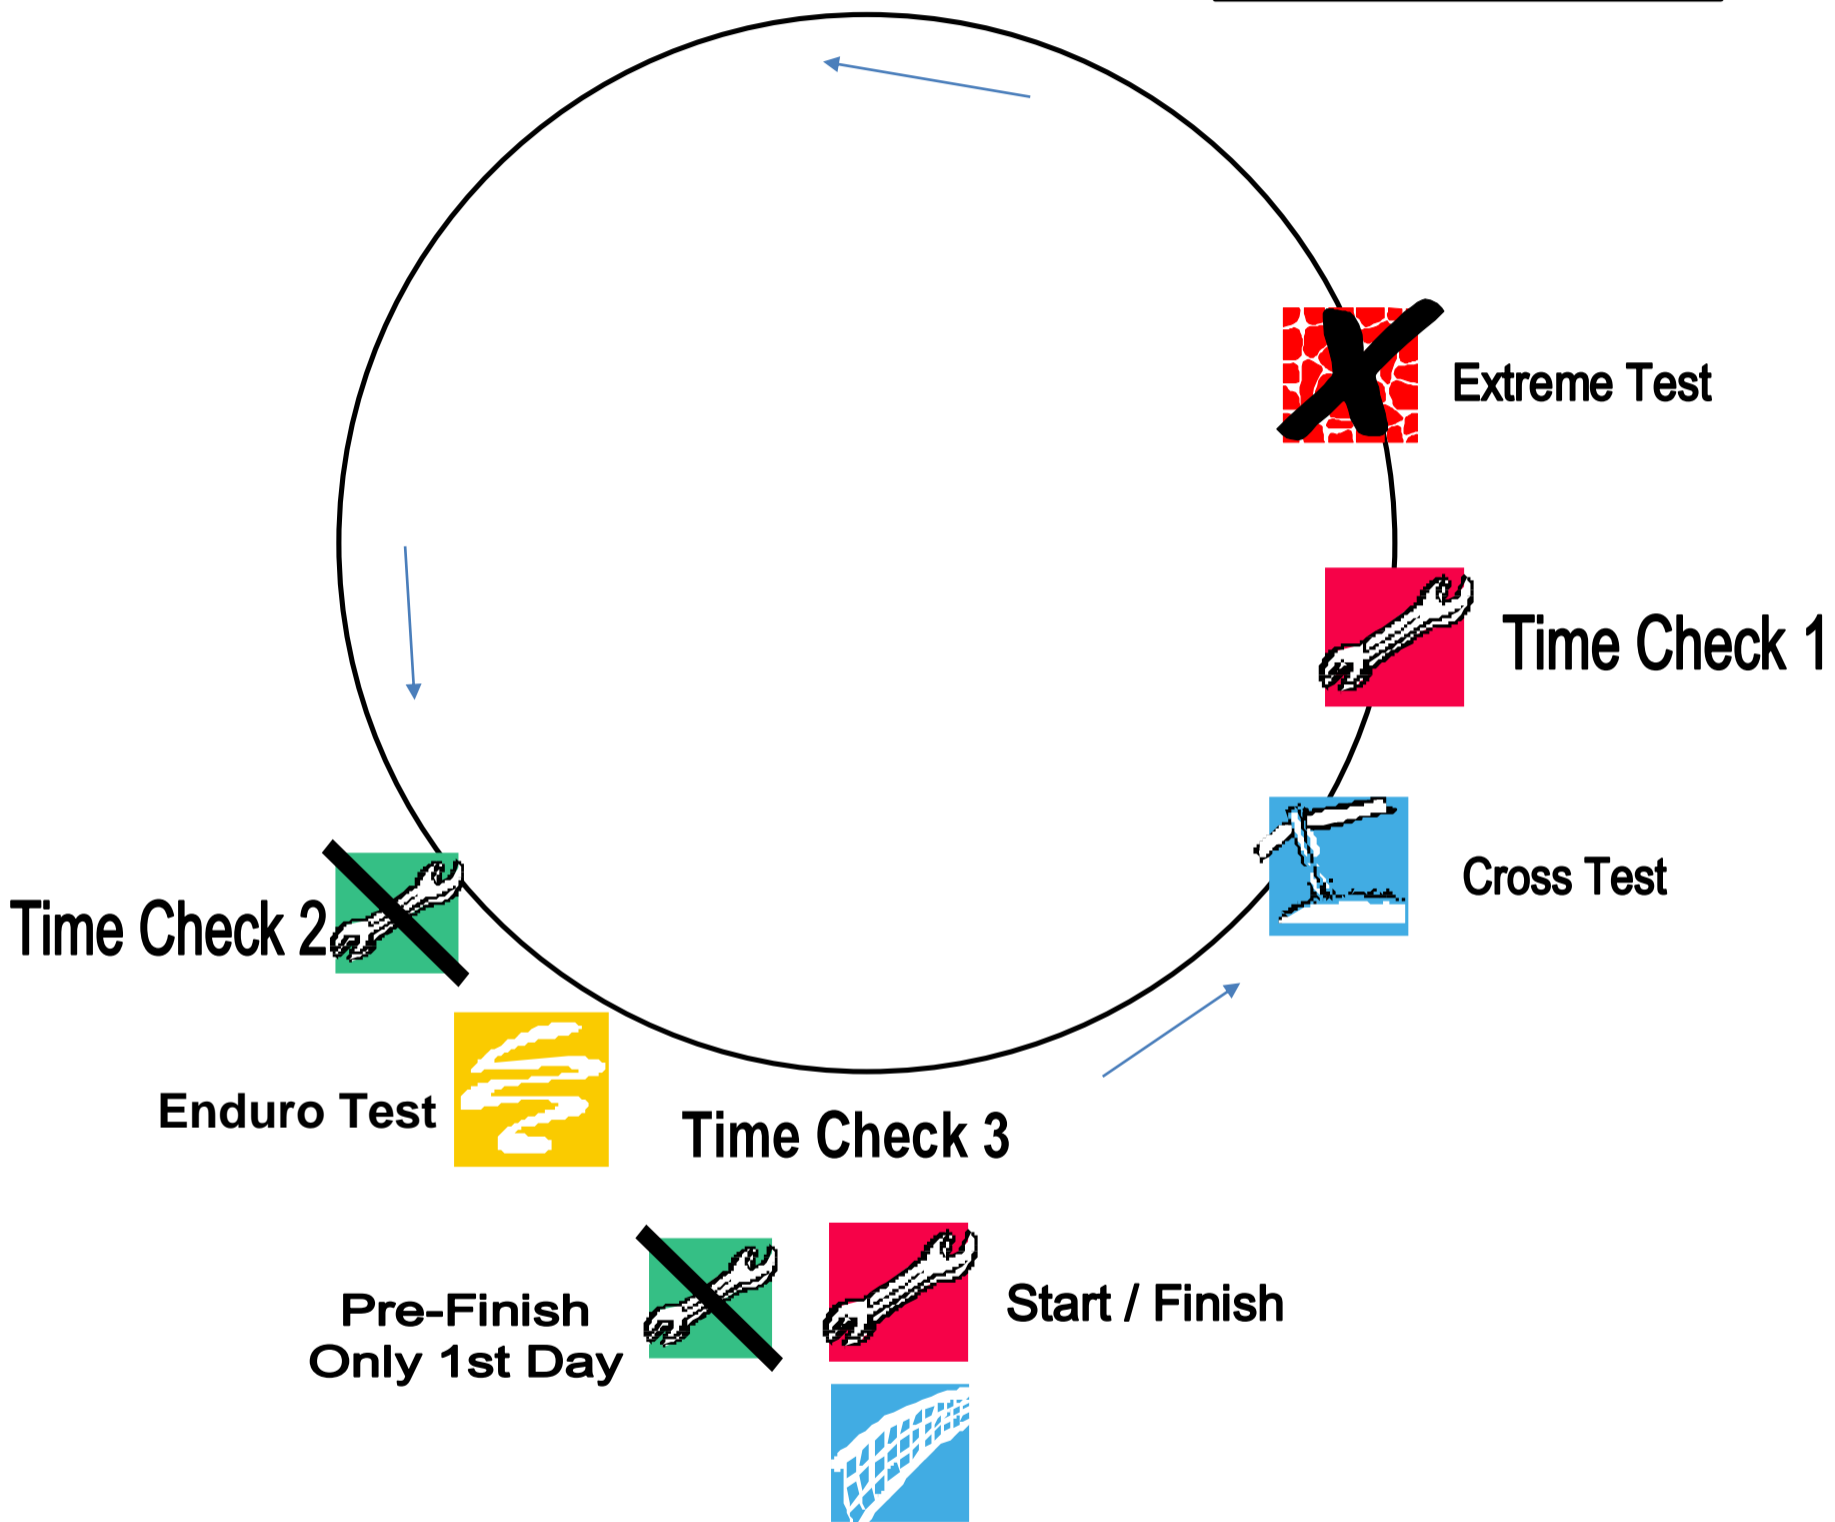 Extreme Test
Time Check 1
Cross Test
Time Check 2
Enduro Test
Time Check 3
Pre-Finish
Only 1st Day
Start / Finish